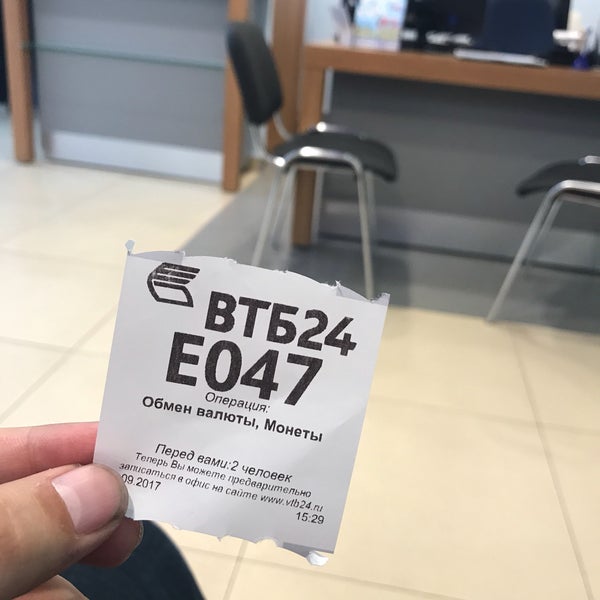 ВТБ24
E047
Операция:
Обмен валюты, Монеты
Перед вами:2 человек
Теперь Вы можете предварительно
записаться в офис на сайте www.vtb24.ru
.09.2017
15:29